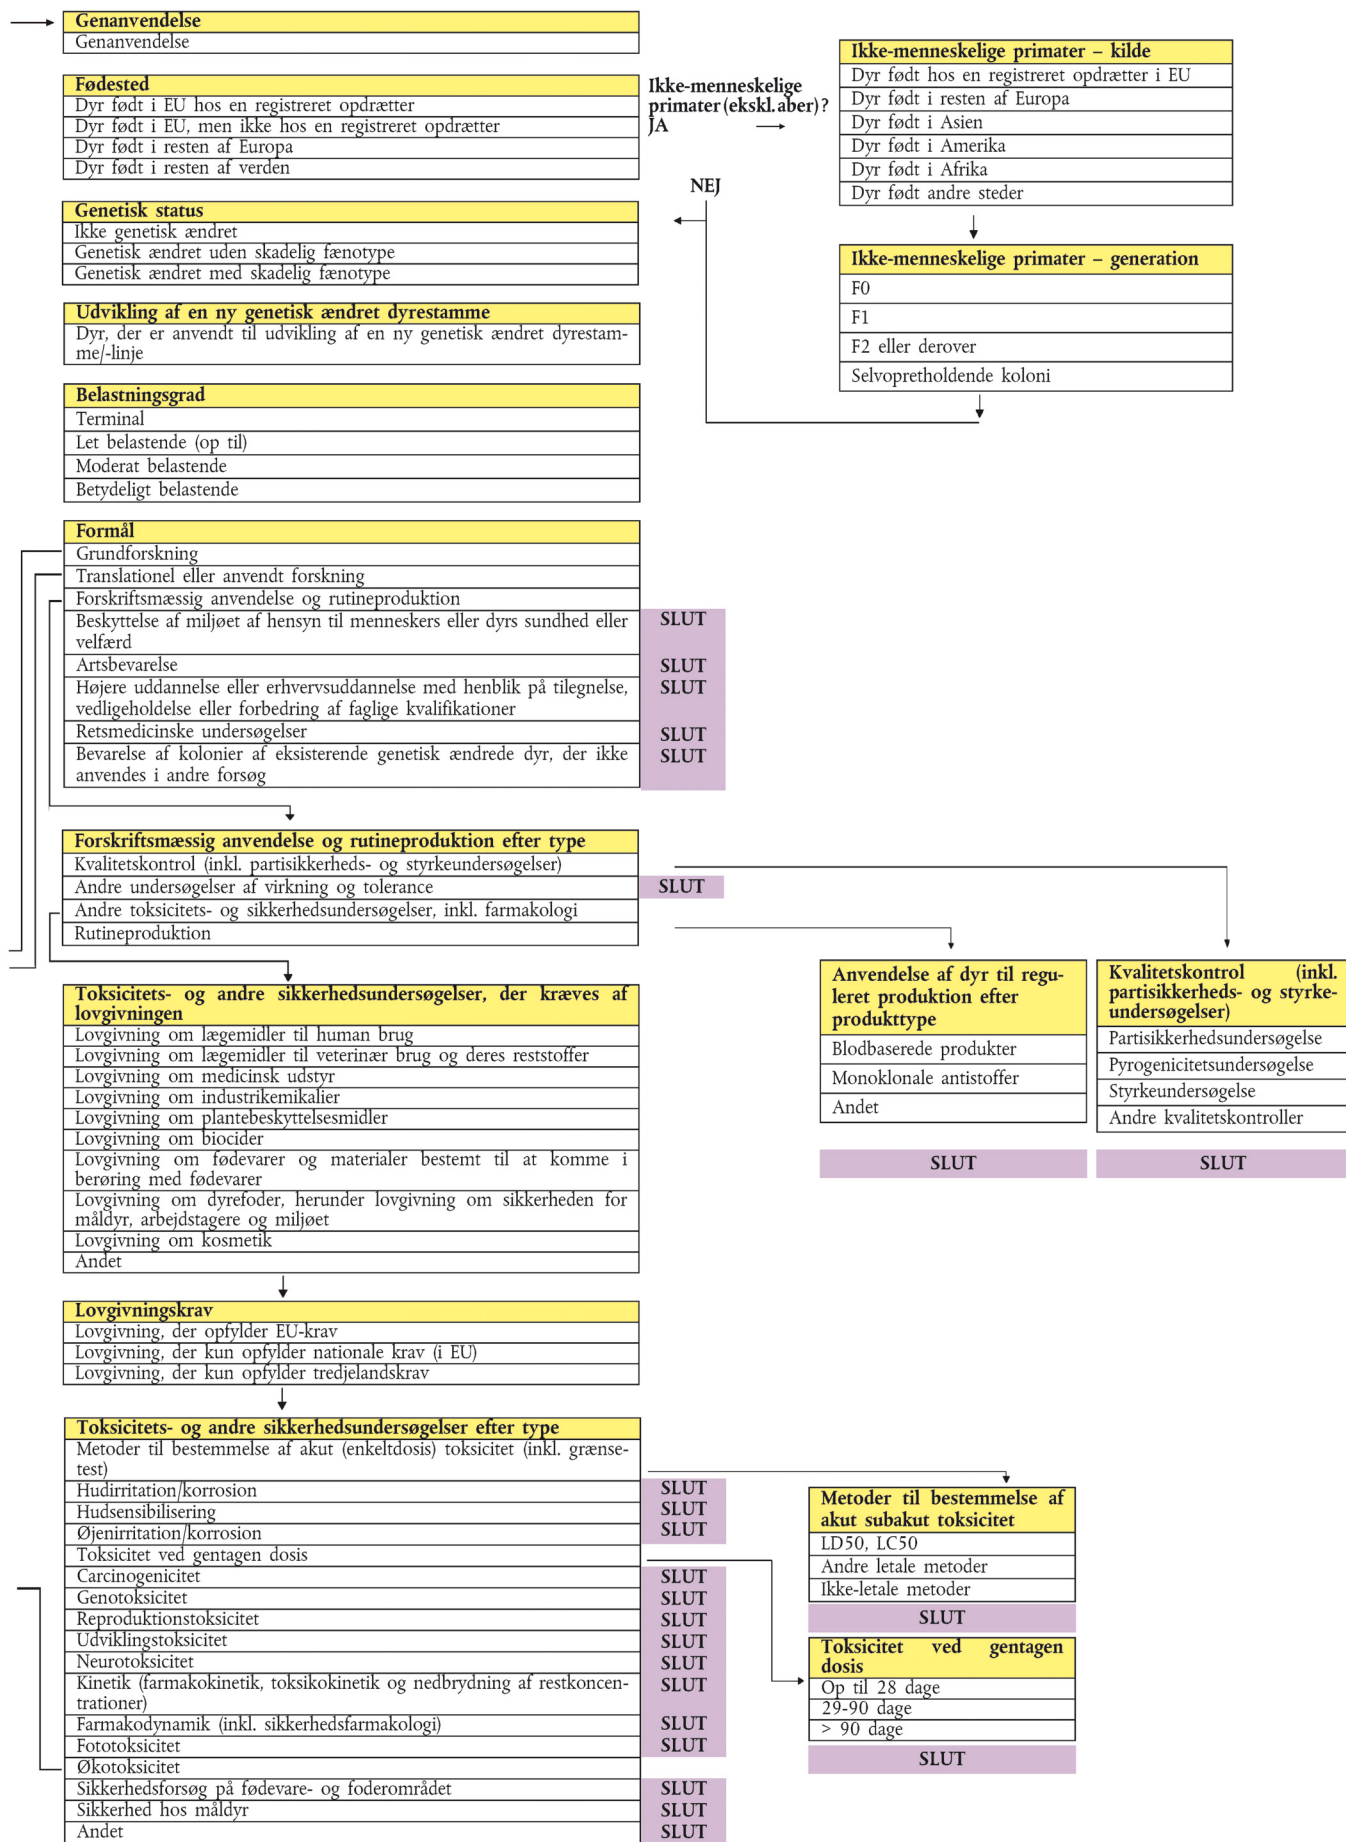 Genanvendelse
Genanvendelse
Fødested
Dyr født i EU hos en registreret opdrætter
Dyr født i EU, men ikke hos en registreret opdrætter
Dyr født i resten af Europa
Dyr født i resten af verden
Ikke-menneskelige
primater (ekskl. aber) ?
JA
NEJ
Ikke-menneskelige primater – kilde
Dyr født hos en registreret opdrætter i EU
Dyr født i resten af Europa
Dyr født i Asien
Dyr født i Amerika
Dyr født i Afrika
Dyr født andre steder
Ikke-menneskelige primater – generation
F0
F1
F2 eller derover
Selvopretholdende koloni
Genetisk status
Ikke genetisk ændret
Genetisk ændret uden skadelig fænotype
Genetisk ændret med skadelig fænotype
Udvikling af en ny genetisk ændret dyrestamme
Dyr, der er anvendt til udvikling af en ny genetisk ændret dyrestam-
me/-linje
Belastningsgrad
Terminal
Let belastende (op til)
Moderat belastende
Betydeligt belastende
Formål
Grundforskning
Translationel eller anvendt forskning
Forskriftsmæssig anvendelse og rutineproduktion
Beskyttelse af miljøet af hensyn til menneskers eller dyrs sundhed eller SLUT
velfærd
Artsbevarelse SLUT
Højere uddannelse eller erhvervsuddannelse med henblik på tilegnelse, SLUT
vedligeholdelse eller forbedring af faglige kvalifikationer
Retsmedicinske undersøgelser SLUT
Bevarelse af kolonier af eksisterende genetisk ændrede dyr, der ikke SLUT
anvendes i andre forsøg
Forskriftsmæssig anvendelse og rutineproduktion efter type
Kvalitetskontrol (inkl. partisikkerheds- og styrkeundersøgelser)
Andre undersøgelser af virkning og tolerance SLUT
Andre toksicitets- og sikkerhedsundersøgelser, inkl. farmakologi
Rutineproduktion
Anvendelse af dyr til regu-
leret produktion efter
produkttype
Blodbaserede produkter
Monoklonale antistoffer
Andet
SLUT
Kvalitetskontrol (inkl.
partisikkerheds- og styrke-
undersøgelser)
Partisikkerhedsundersøgelse
Pyrogenicitetsundersøgelse
Styrkeundersøgelse
Andre kvalitetskontroller
SLUT
Toksicitets- og andre sikkerhedsundersøgelser, der kræves af
lovgivningen
Lovgivning om lægemidler til human brug
Lovgivning om lægemidler til veterinær brug og deres reststoffer
Lovgivning om medicinsk udstyr
Lovgivning om industrikemikalier
Lovgivning om plantebeskyttelsesmidler
Lovgivning om biocider
Lovgivning om fødevarer og materialer bestemt til at komme i
berøring med fødevarer
Lovgivning om dyrefoder, herunder lovgivning om sikkerheden for
måldyr, arbejdstagere og miljøet
Lovgivning om kosmetik
Andet
Lovgivningskrav
Lovgivning, der opfylder EU-krav
Lovgivning, der kun opfylder nationale krav (i EU)
Lovgivning, der kun opfylder tredjelandskrav
Toksicitets- og andre sikkerhedsundersøgelser efter type
Metoder til bestemmelse af akut (enkeltdosis) toksicitet (inkl. grænse-
test)
Hudirritation/korrosion SLUT
Hudsensibilisering SLUT
Øjenirritation/korrosion SLUT
Toksicitet ved gentagen dosis
Carcinogenicitet SLUT
Genotoksicitet SLUT
Reproduktionstoksicitet SLUT
Udviklingstoksicitet SLUT
Neurotoksicitet SLUT
Kinetik (farmakokinetik, toksikokinetik og nedbrydning af restkoncen- SLUT
trationer)
Farmakodynamik (inkl. sikkerhedsfarmakologi) SLUT
Fototoksicitet SLUT
Økotoksicitet
Sikkerhedsforsøg på fødevare- og foderområdet SLUT
Sikkerhed hos måldyr SLUT
Andet SLUT
Metoder til bestemmelse af
akut subakut toksicitet
LD50, LC50
Andre letale metoder
Ikke-letale metoder
SLUT
Toksicitet ved gentagen
dosis
Op til 28 dage
29-90 dage
> 90 dage
SLUT